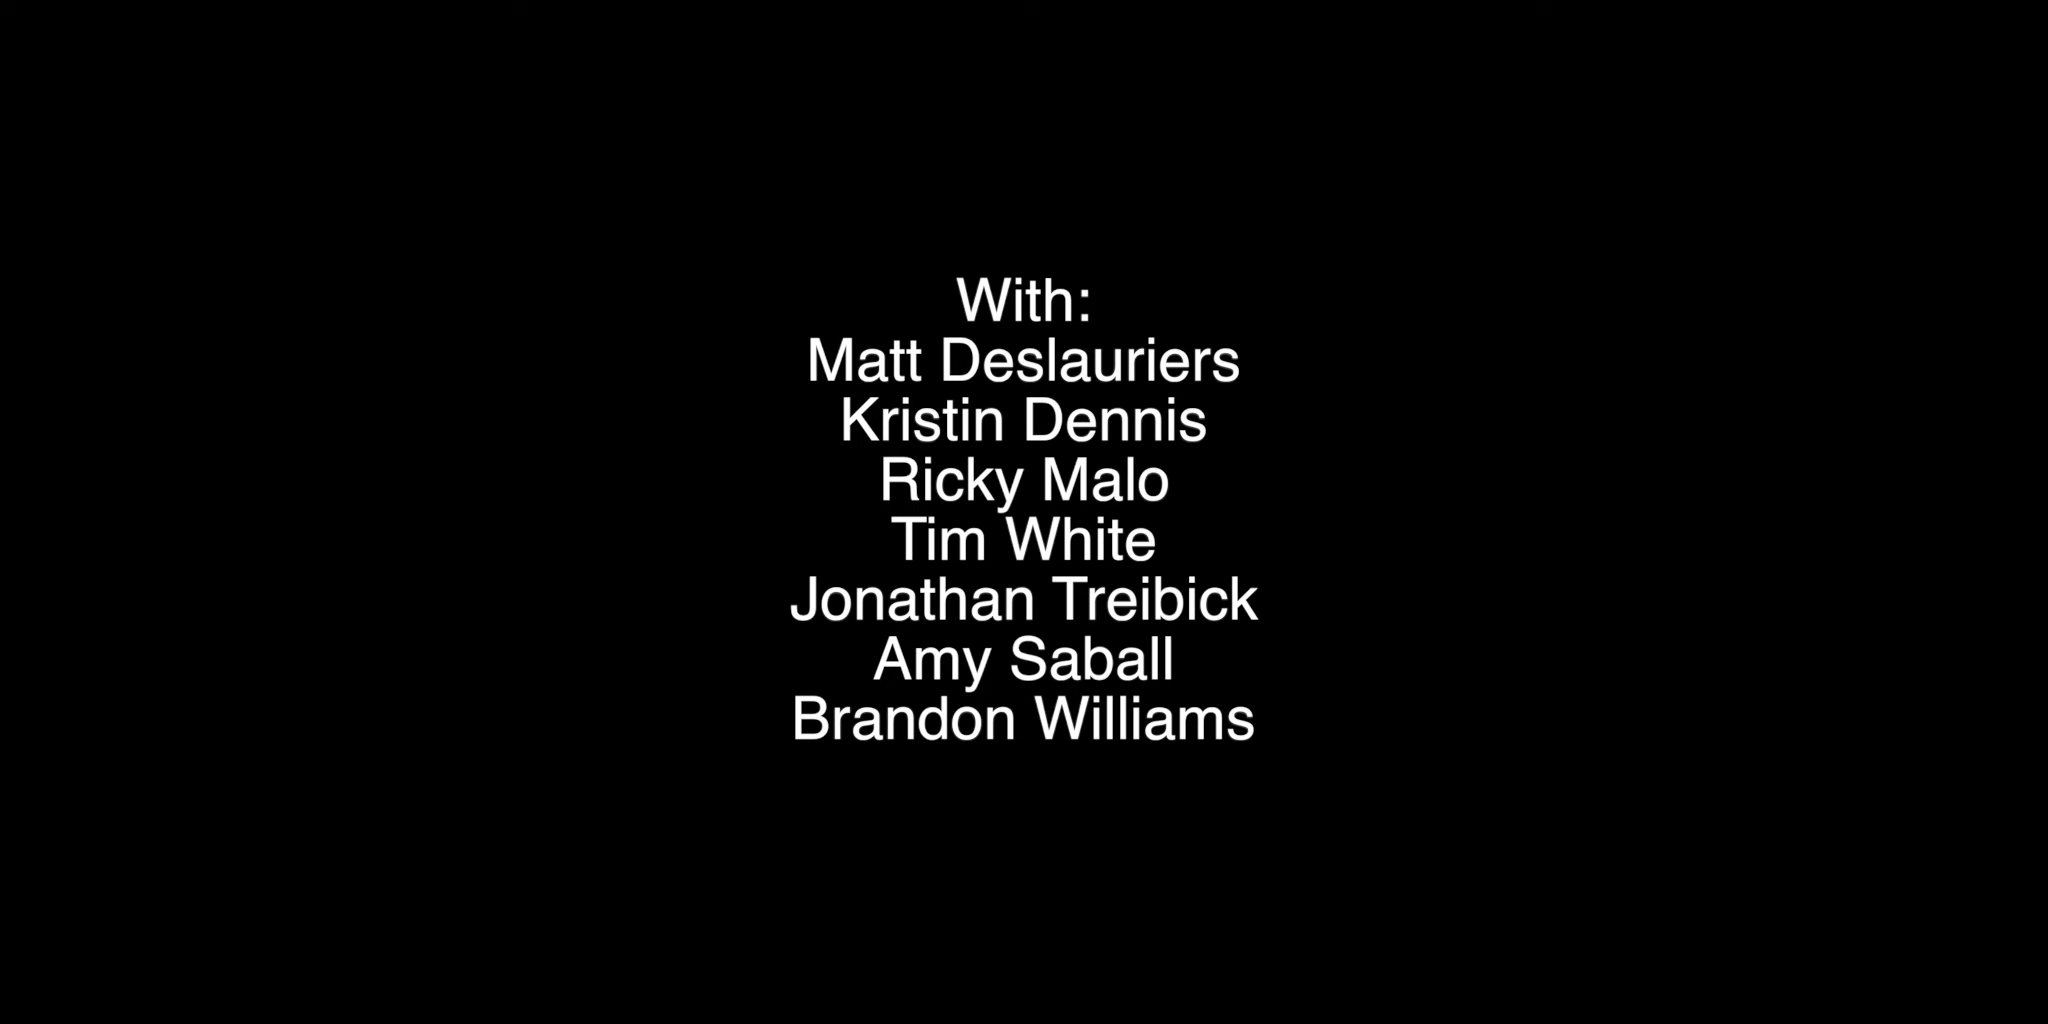 With:
Matt Deslauriers
Kristin Dennis
Ricky Malo
Tim White
Jonathan Treibick
Amy Saball
Brandon Williams